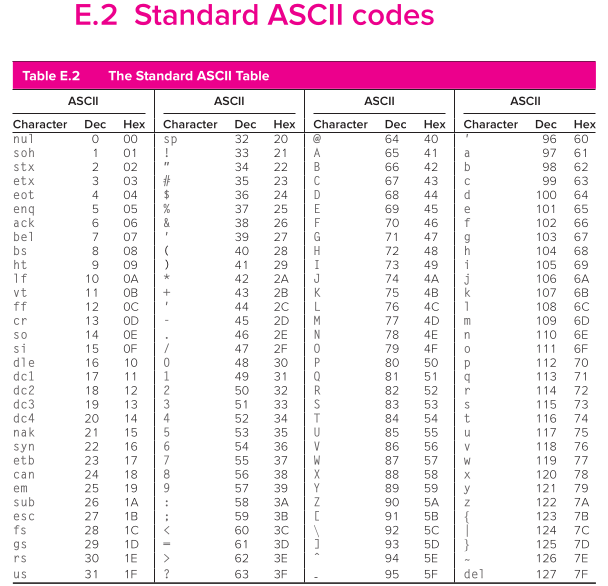 E.2 Standard ASCII codes
Table E.2 The Standard ASCII Table
ASCII ASCII ASCII ASCII
Character Dec Hex Character Dec Hex Character Dec Hex Character Dec Hex
nul 0 00 sp 32 20 @ 64 40 ' 96 60
soh 1 01 ! 33 21 A 65 41 a 97 61
stx 2 02 " 34 22 B 66 42 b 98 62
etx 3 03 # 35 23 C 67 43 c 99 63
eot 4 04 $ 36 24 D 68 44 d 100 64
enq 5 05 % 37 25 E 69 45 e 101 65
ack 6 06 & 38 26 F 70 46 f 102 66
bel 7 07 ' 39 27 G 71 47 g 103 67
bs 8 08 ( 40 28 H 72 48 h 104 68
ht 9 09 ) 41 29 I 73 49 i 105 69
lf 10 0A * 42 2A J 74 4A j 106 6A
vt 11 0B + 43 2B K 75 4B k 107 6B
ff 12 0C ' 44 2C L 76 4C l 108 6C
cr 13 0D - 45 2D M 77 4D m 109 6D
so 14 0E . 46 2E N 78 4E n 110 6E
si 15 0F / 47 2F O 79 4F o 111 6F
dle 16 10 0 48 30 P 80 50 p 112 70
dc1 17 11 1 49 31 Q 81 51 q 113 71
dc2 18 12 2 50 32 R 82 52 r 114 72
dc3 19 13 3 51 33 S 83 53 s 115 73
dc4 20 14 4 52 34 T 84 54 t 116 74
nak 21 15 5 53 35 U 85 55 u 117 75
syn 22 16 6 54 36 V 86 56 v 118 76
etb 23 17 7 55 37 W 87 57 w 119 77
can 24 18 8 56 38 X 88 58 x 120 78
em 25 19 9 57 39 Y 89 59 y 121 79
sub 26 1A : 58 3A Z 90 5A z 122 7A
esc 27 1B ; 59 3B [ 91 5B { 123 7B
fs 28 1C < 60 3C \ 92 5C | 124 7C
gs 29 1D = 61 3D ] 93 5D } 125 7D
rs 30 1E > 62 3E ^ 94 5E ~ 126 7E
us 31 1F ? 63 3F _ 95 5F del 127 7F